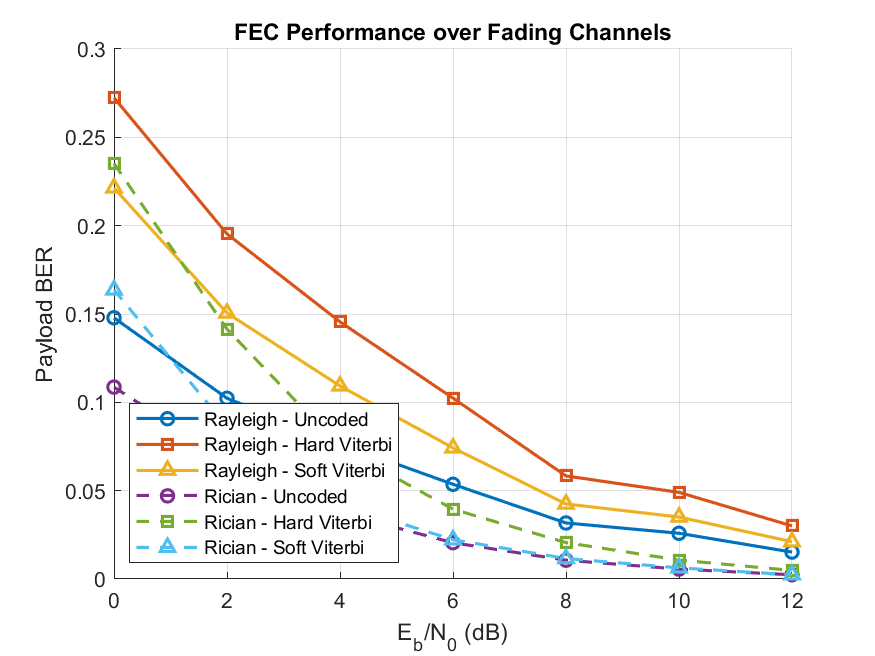 FEC Performance over Fading Channels
0.3
0.25
0.2
0.15
0.1
0.05
0
Payload BER
Rayleigh - Uncoded
Rayleigh - Hard Viterbi
Rayleigh - Soft Viterbi
Rician - Uncoded
Rician - Hard Viterbi
Rician - Soft Viterbi
0 2 4 6 8 10 12
E_b/N_0 (dB)